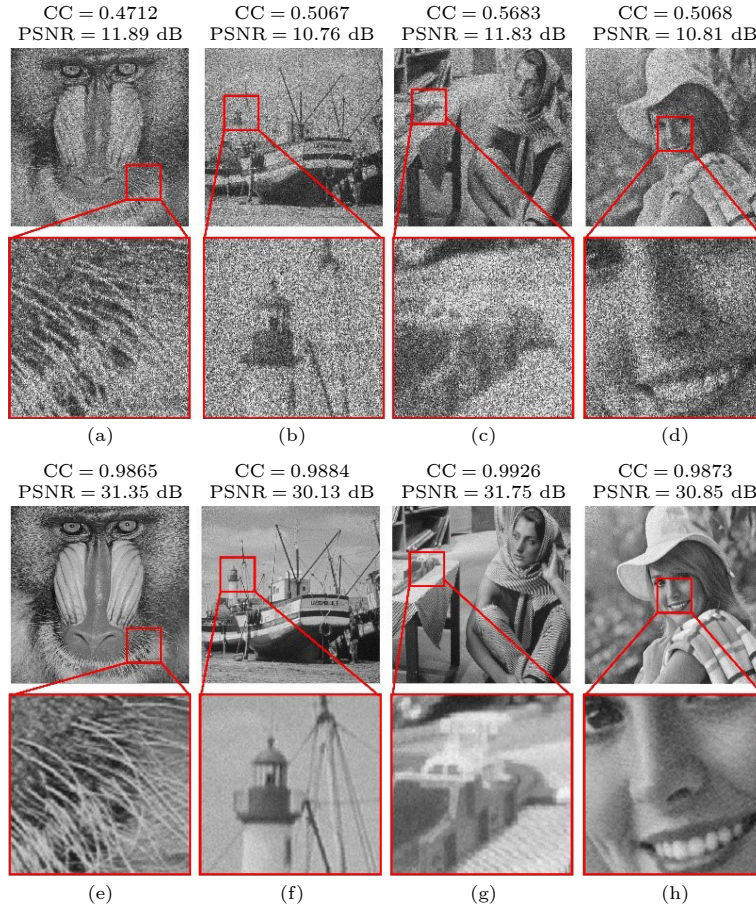 CC = 0.4712
PSNR = 11.89 dB
CC = 0.5067
PSNR = 10.76 dB
CC = 0.5683
PSNR = 11.83 dB
CC = 0.5068
PSNR = 10.81 dB
(a)
(b)
(c)
(d)
CC = 0.9865
PSNR = 31.35 dB
CC = 0.9884
PSNR = 30.13 dB
CC = 0.9926
PSNR = 31.75 dB
CC = 0.9873
PSNR = 30.85 dB
(e)
(f)
(g)
(h)